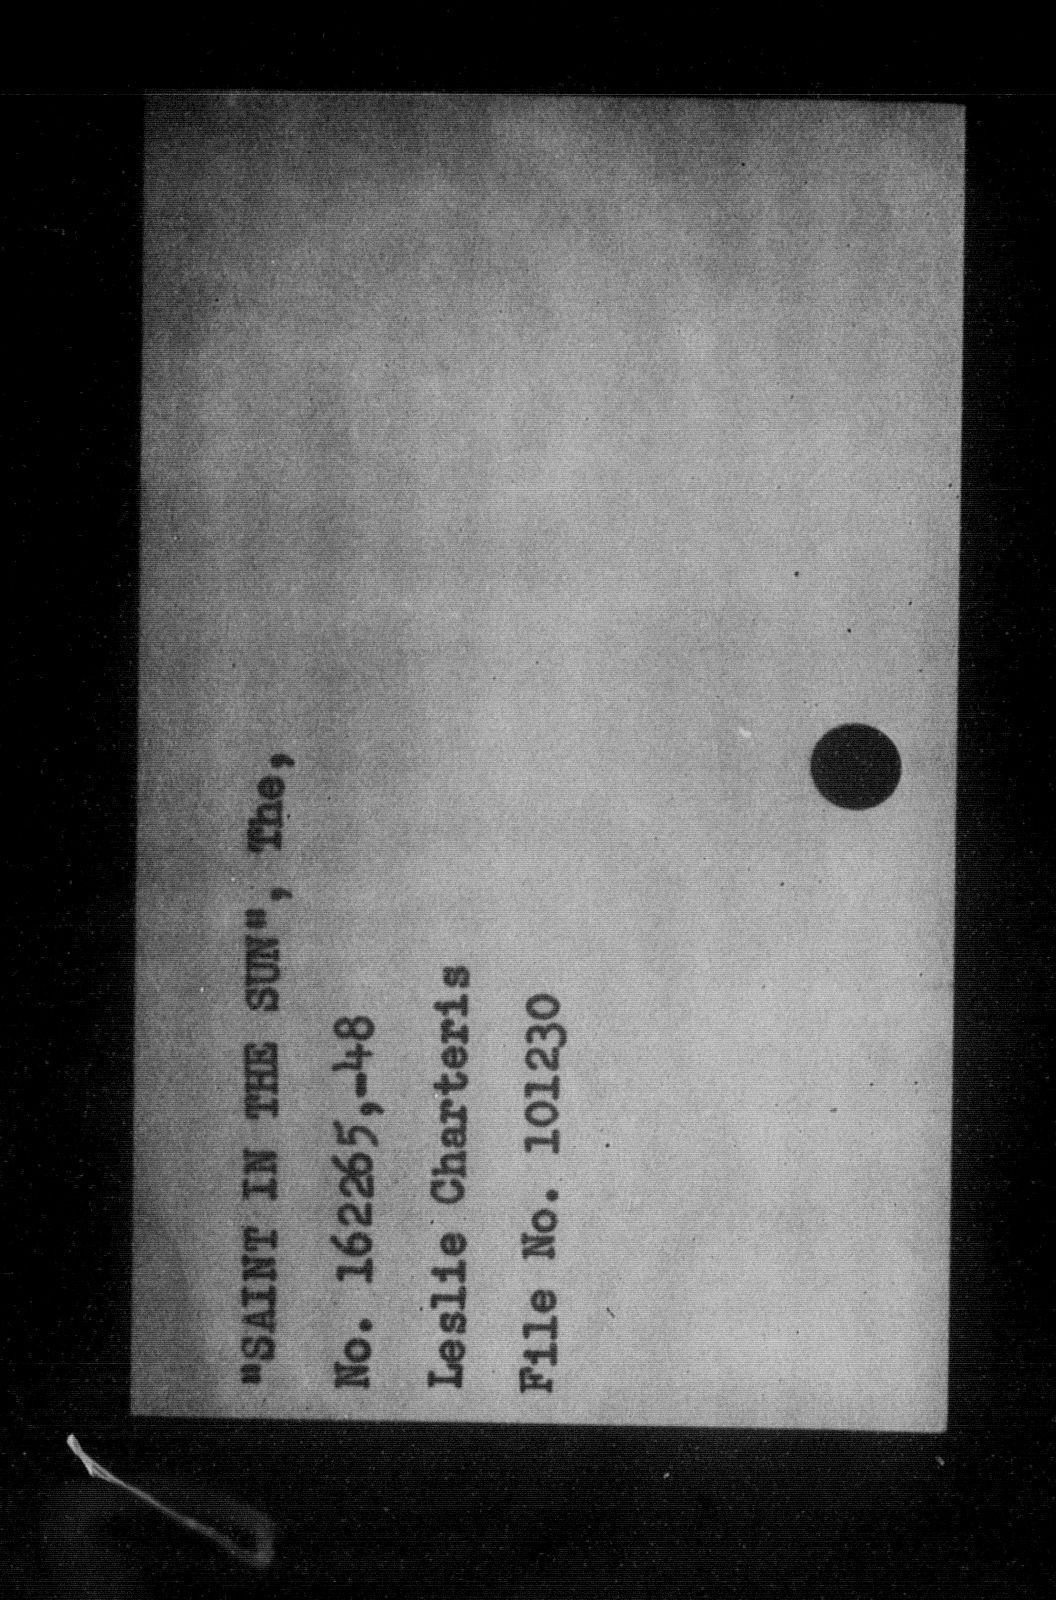 "SAINT IN THE SUN", The,
No. 162265,-48
Leslie Charteris
File No. 101230